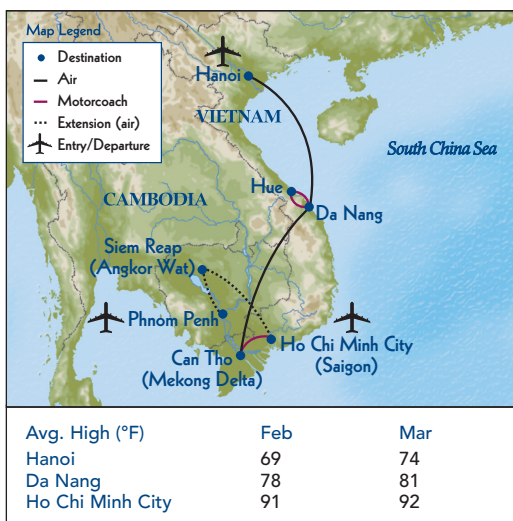 Map Legend
Destination
Air
Motorcoach
Extension (air)
Entry/Departure
Hanoi
VIETNAM
South China Sea
Hue
CAMBODIA
Da Nang
Siem Reap
(Angkor Wat)
Phnom Penh
Ho Chi Minh City
(Saigon)
Can Tho
(Mekong Delta)
Avg. High (°F) Feb Mar
Hanoi 69 74
Da Nang 78 81
Ho Chi Minh City 91 92